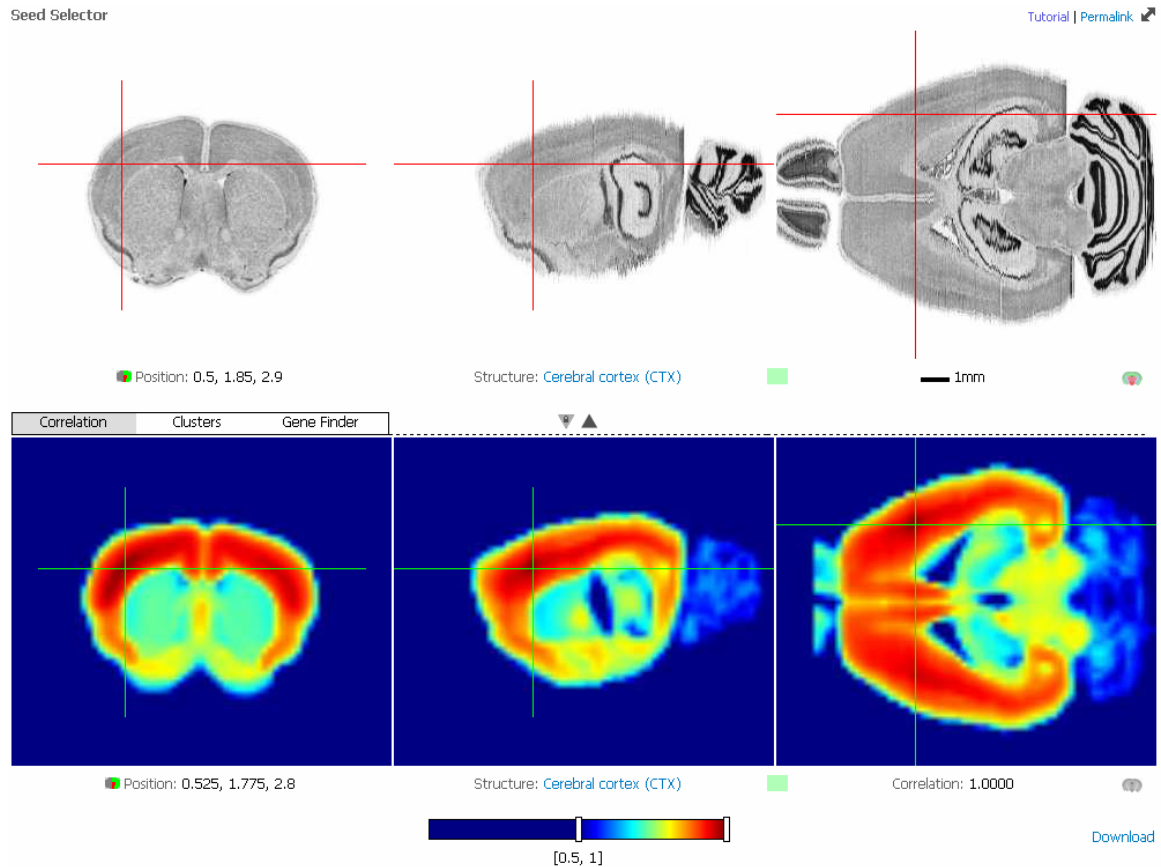 Seed Selector
Tutorial | Permalink
Position: 0.5, 1.85, 2.9
Structure: Cerebral cortex (CTX)
1mm
Correlation
Clusters
Gene Finder
Position: 0.525, 1.775, 2.8
Structure: Cerebral cortex (CTX)
Correlation: 1.0000
[0.5, 1]
Download